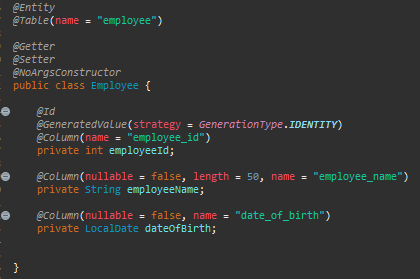 @Entity
@Table(name = "employee")
@Getter
@Setter
@NoArgsConstructor
public class Employee {
@Id
@GeneratedValue(strategy = GenerationType.IDENTITY)
@Column(name = "employee_id")
private int employeeId;
@Column(nullable = false, length = 50, name = "employee_name")
private String employeeName;
@Column(nullable = false, name = "date_of_birth")
private LocalDate dateOfBirth;
}